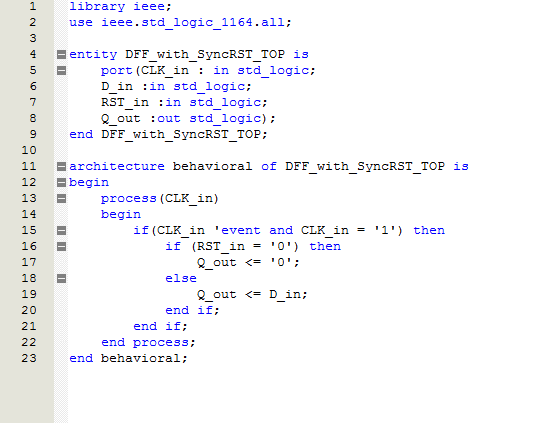 1 library ieee;
2 use ieee.std_logic_1164.all;
3
4 entity DFF_with_SyncRST_TOP is
5 port(CLK_in : in std_logic;
6 D_in :in std_logic;
7 RST_in :in std_logic;
8 Q_out :out std_logic);
9 end DFF_with_SyncRST_TOP;
10
11 architecture behavioral of DFF_with_SyncRST_TOP is
12 begin
13 process(CLK_in)
14 begin
15 if(CLK_in 'event and CLK_in = '1') then
16 if (RST_in = '0') then
17 Q_out <= '0';
18 else
19 Q_out <= D_in;
20 end if;
21 end if;
22 end process;
23 end behavioral;